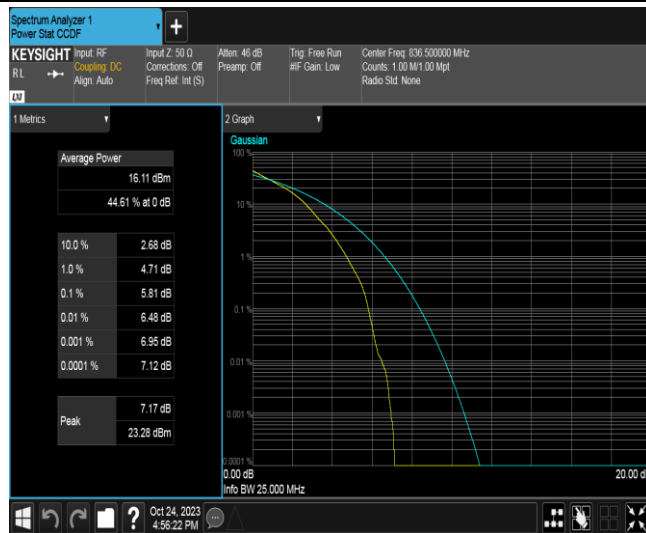 Spectrum Analyzer 1
Power Stat CCDF
+
KEYSIGHT
RL
Input: RF
Coupling: DC
Align: Auto
Input Z: 50 Ω
Corrections: Off
Freq Ref: Int (S)
Atten: 46 dB
Preamp: Off
Trig: Free Run
#IF Gain: Low
Center Freq: 836.500000 MHz
Counts: 1.00 M/1.00 Mpt
Radio Std: None
LXI
1 Metrics
Average Power
16.11 dBm
44.61 % at 0 dB
10.0 % 2.68 dB
1.0 % 4.71 dB
0.1 % 5.81 dB
0.01 % 6.48 dB
0.001 % 6.95 dB
0.0001 % 7.12 dB
Peak
7.17 dB
23.28 dBm
2 Graph
Gaussian
100 %
10 %
1 %
0.1 %
0.01 %
0.001 %
0.0001 %
0.00 dB
20.00 d
Info BW 25.000 MHz
?
Oct 24, 2023
4:56:22 PM